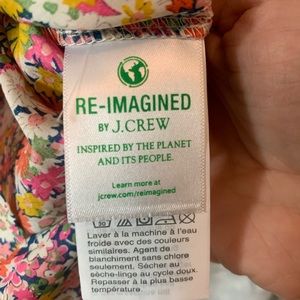 RE-IMAGINED
BY J.CREW
INSPIRED BY THE PLANET
AND ITS PEOPLE.
Learn more at
jcrew.com/reimagined
Laver à la machine à l'eau
froide avec des couleurs
similaires. Agent de
blanchiment sans chlore
seulement. Sécher au
sèche-linge au cycle doux.
Repasser à la plus basse
température.